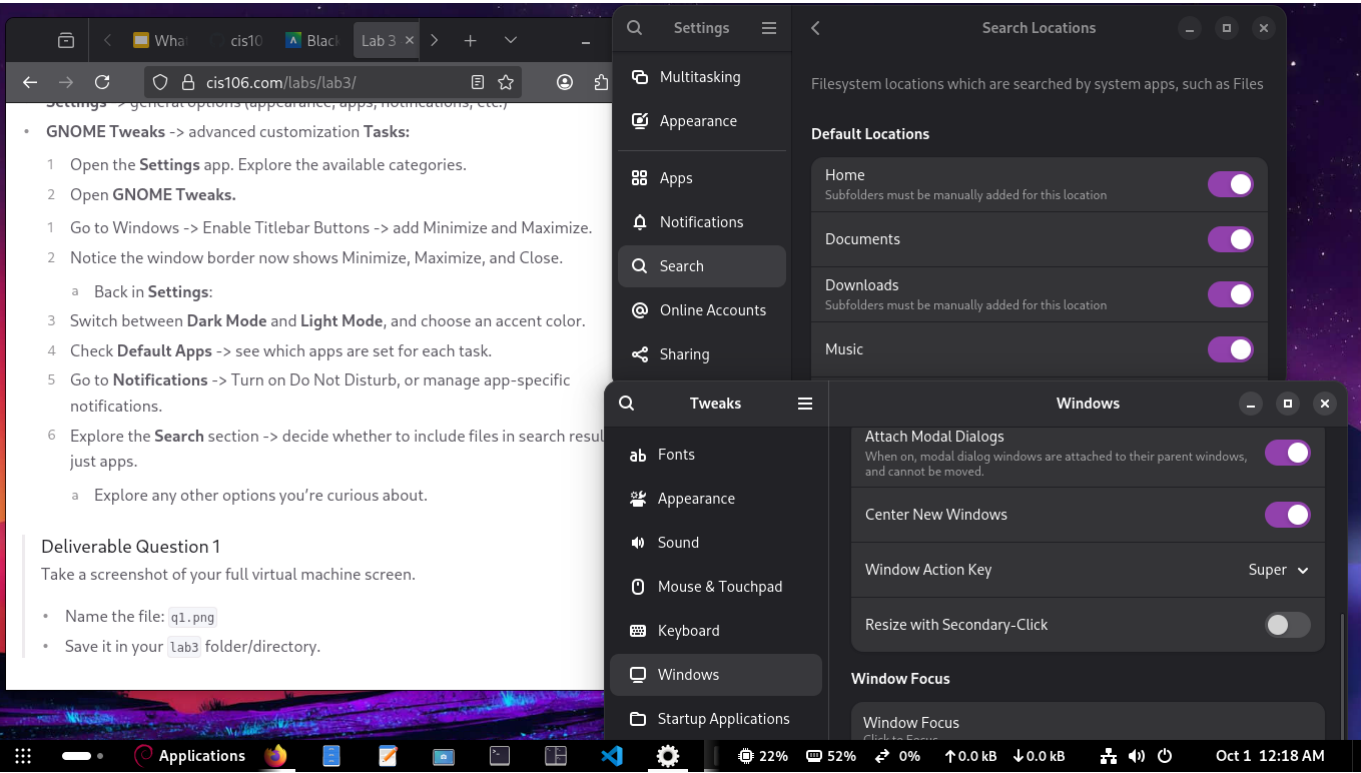 Wha
cis10
Blac
Lab 3
cis106.com/labs/lab3/
Settings -> general options (appearance, apps, notifications, etc.)
• GNOME Tweaks -> advanced customization Tasks:
1 Open the Settings app. Explore the available categories.
2 Open GNOME Tweaks.
1 Go to Windows -> Enable Titlebar Buttons -> add Minimize and Maximize.
2 Notice the window border now shows Minimize, Maximize, and Close.
a Back in Settings:
3 Switch between Dark Mode and Light Mode, and choose an accent color.
4 Check Default Apps -> see which apps are set for each task.
5 Go to Notifications -> Turn on Do Not Disturb, or manage app-specific
notifications.
6 Explore the Search section -> decide whether to include files in search resul
just apps.
a Explore any other options you're curious about.
Deliverable Question 1
Take a screenshot of your full virtual machine screen.
• Name the file: q1.png
• Save it in your lab3 folder/directory.
Settings
Multitasking
Appearance
Apps
Notifications
Search
Online Accounts
Sharing
Search Locations
Filesystem locations which are searched by system apps, such as Files
Default Locations
Home
Subfolders must be manually added for this location
Documents
Downloads
Subfolders must be manually added for this location
Music
Tweaks
Fonts
Appearance
Sound
Mouse & Touchpad
Keyboard
Windows
Startup Applications
Windows
Attach Modal Dialogs
When on, modal dialog windows are attached to their parent windows,
and cannot be moved.
Center New Windows
Window Action Key Super
Resize with Secondary-Click
Window Focus
Window Focus
Click to Focus
Applications
22% 52% 0% ↑0.0 kB ↓0.0 kB
Oct 1 12:18 AM